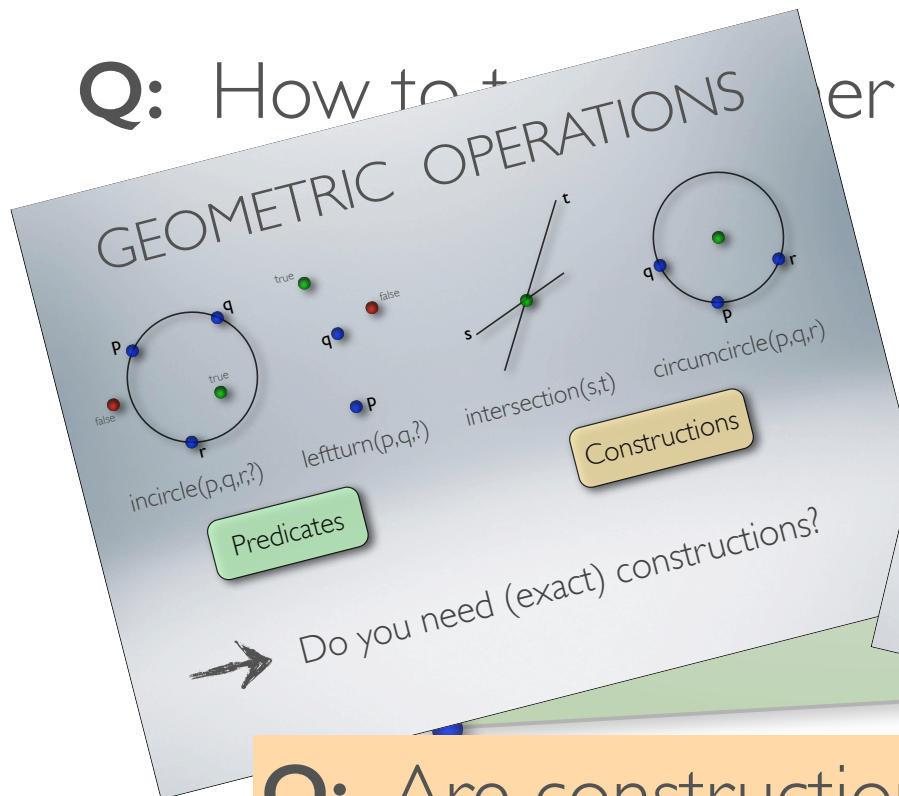 Q: How to
GEOMETRIC OPERATIONS
t
true
false
q
s
q
r
p
q
p
true
false
r
p
circumcircle(p,q,r)
intersection(s,t)
leftturn(p,q,?)
incircle(p,q,r,?)
Constructions
Predicates
Do you need (exact) constructions?
Q: Are